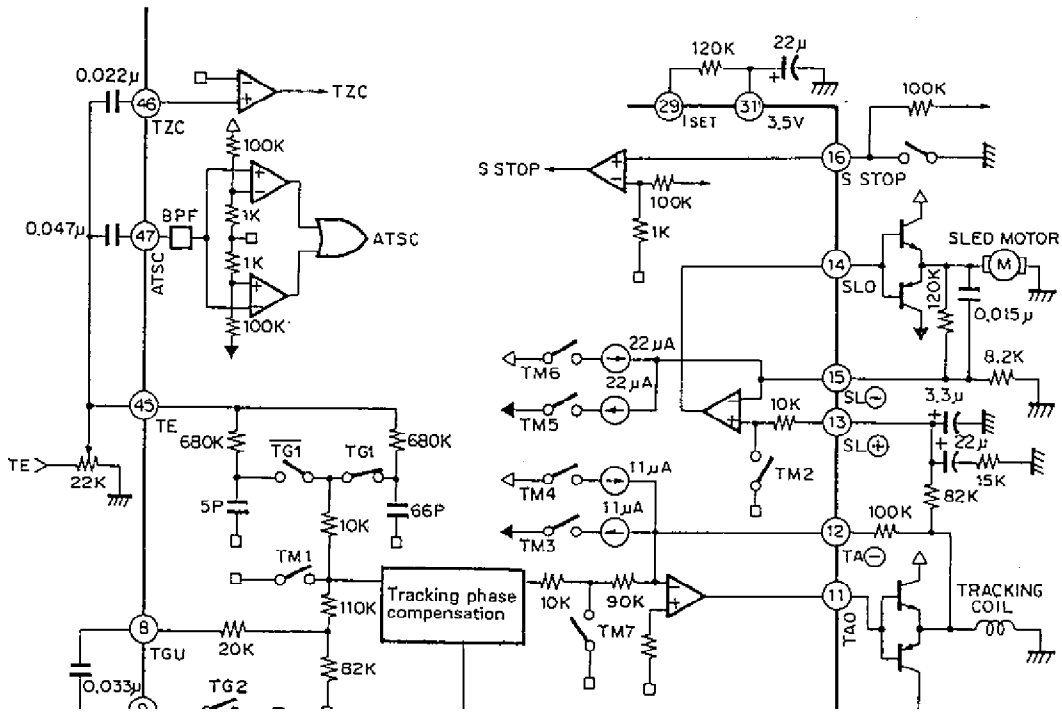 0.022µ
46
TZC
TZC
100K
1K
1K
100K
0.047µ
47
ATSC
BPF
ATSC
120K
22µ
+
29
ISET
31
3.5V
100K
16
S STOP
S STOP
100K
1K
14
SLO
SLED MOTOR
M
120K
0.015µ
TM6
22µA
22µA
TM5
15
SL⊖
8.2K
3.3µ
+
10K
13
SL⊕
22µ
+
15K
82K
TM2
45
TE
TE
22K
680K
TG1
TG1
680K
5P
66P
10K
TM4
11µA
11µA
TM3
12
TA⊖
100K
TM1
110K
Tracking phase
compensation
10K
90K
TM7
11
TAO
TRACKING
COIL
8
TGU
20K
82K
0.033µ
TG2